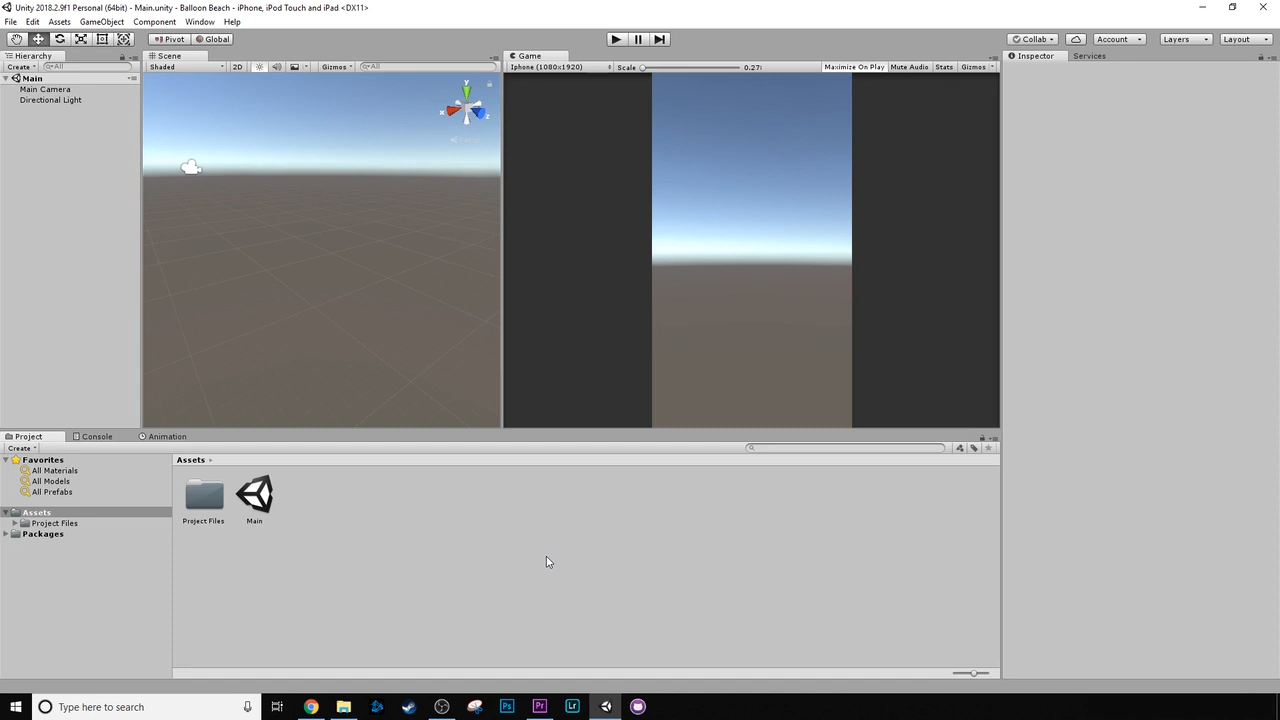 Unity 2018.2.9f1 Personal (64bit) - Main.unity - Balloon Beach - iPhone, iPod Touch and iPad <DX11>
File Edit Assets GameObject Component Window Help
Pivot Global Collab Account Layers Layout
Hierarchy Scene Game Inspector Services
Create All Shaded 2D Gizmos All Iphone (1080x1920) Scale 0.27: Maximize On Play Mute Audio Stats Gizmos
Main
Main Camera
Directional Light
y
x
z
Project Console Animation
Create
Favorites
All Materials
All Models
All Prefabs
Assets
Project Files
Packages
Assets
Project Files Main
Type here to search
Ps Pr Lr